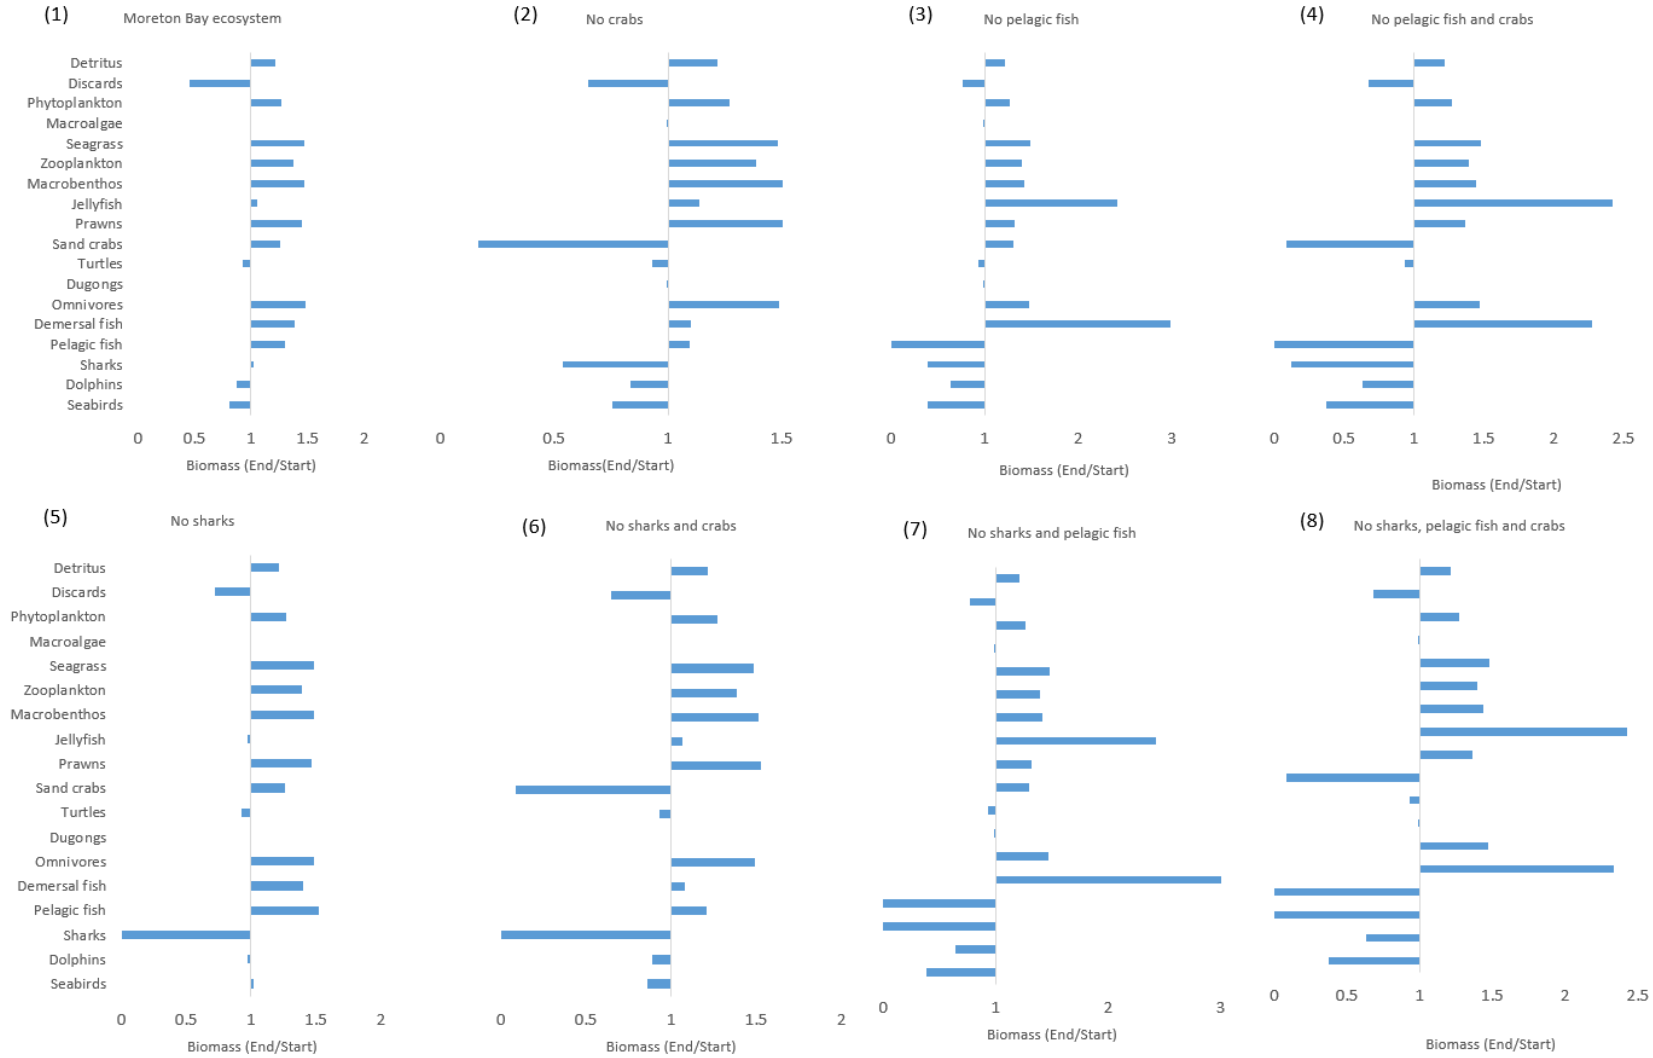 (1) Moreton Bay ecosystem
(2) No crabs
(3) No pelagic fish
(4) No pelagic fish and crabs
Detritus
Discards
Phytoplankton
Macroalgae
Seagrass
Zooplankton
Macrobenthos
Jellyfish
Prawns
Sand crabs
Turtles
Dugongs
Omnivores
Demersal fish
Pelagic fish
Sharks
Dolphins
Seabirds
0 0.5 1 1.5 2
Biomass (End/Start)
0 0.5 1 1.5
Biomass(End/Start)
0 1 2 3
Biomass (End/Start)
0 0.5 1 1.5 2 2.5
Biomass (End/Start)
(5) No sharks
(6) No sharks and crabs
(7) No sharks and pelagic fish
(8) No sharks, pelagic fish and crabs
Detritus
Discards
Phytoplankton
Macroalgae
Seagrass
Zooplankton
Macrobenthos
Jellyfish
Prawns
Sand crabs
Turtles
Dugongs
Omnivores
Demersal fish
Pelagic fish
Sharks
Dolphins
Seabirds
0 0.5 1 1.5 2
Biomass (End/Start)
0 0.5 1 1.5 2
Biomass (End/Start)
0 1 2 3
Biomass (End/Start)
0 0.5 1 1.5 2 2.5
Biomass (End/Start)